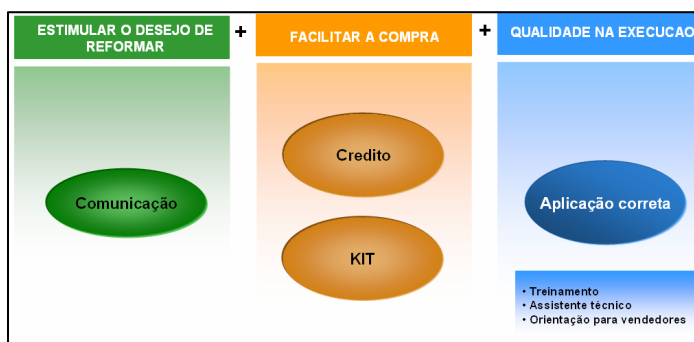 ESTIMULAR O DESEJO DE
REFORMAR
+
FACILITAR A COMPRA
+
QUALIDADE NA EXECUCAO
Comunicação
Credito
KIT
Aplicação correta
• Treinamento
• Assistente técnico
• Orientação para vendedores